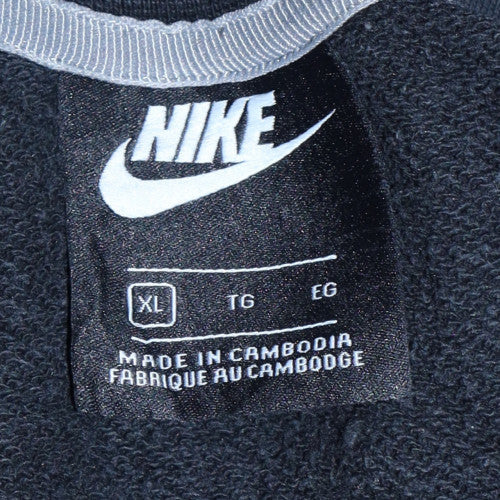 NIKE
XL TG EG
MADE IN CAMBODIA
FABRIQUE AU CAMBODGE